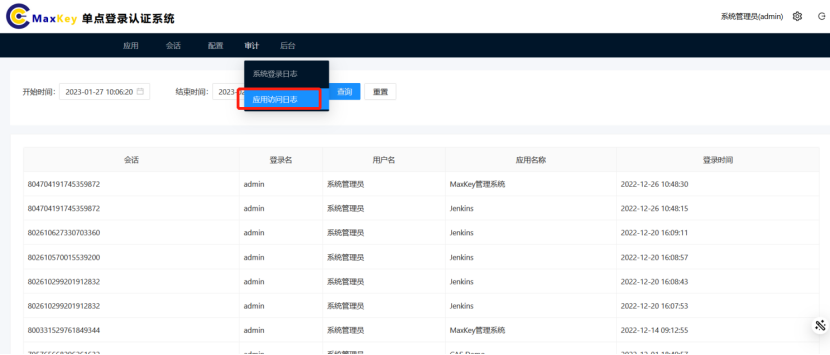 MaxKey 单点登录认证系统
系统管理员(admin)
应用 会话 配置 审计 后台
系统登录日志
应用访问日志
开始时间: 2023-01-27 10:06:20 结束时间: 2023- 查询 重置
会话 登录名 用户名 应用名称 登录时间
804704191745359872 admin 系统管理员 MaxKey管理系统 2022-12-26 10:48:30
804704191745359872 admin 系统管理员 Jenkins 2022-12-26 10:48:15
802610627330703360 admin 系统管理员 Jenkins 2022-12-20 16:09:11
802610570015539200 admin 系统管理员 Jenkins 2022-12-20 16:08:57
802610299201912832 admin 系统管理员 Jenkins 2022-12-20 16:08:43
802610299201912832 admin 系统管理员 Jenkins 2022-12-20 16:07:53
800331529761849344 admin 系统管理员 MaxKey管理系统 2022-12-14 09:12:55
admin 系统管理员 CAS Demo